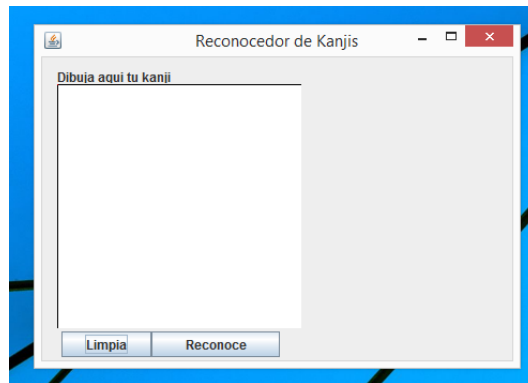 Reconocedor de Kanjis
Dibuja aqui tu kanji
Limpia Reconoce